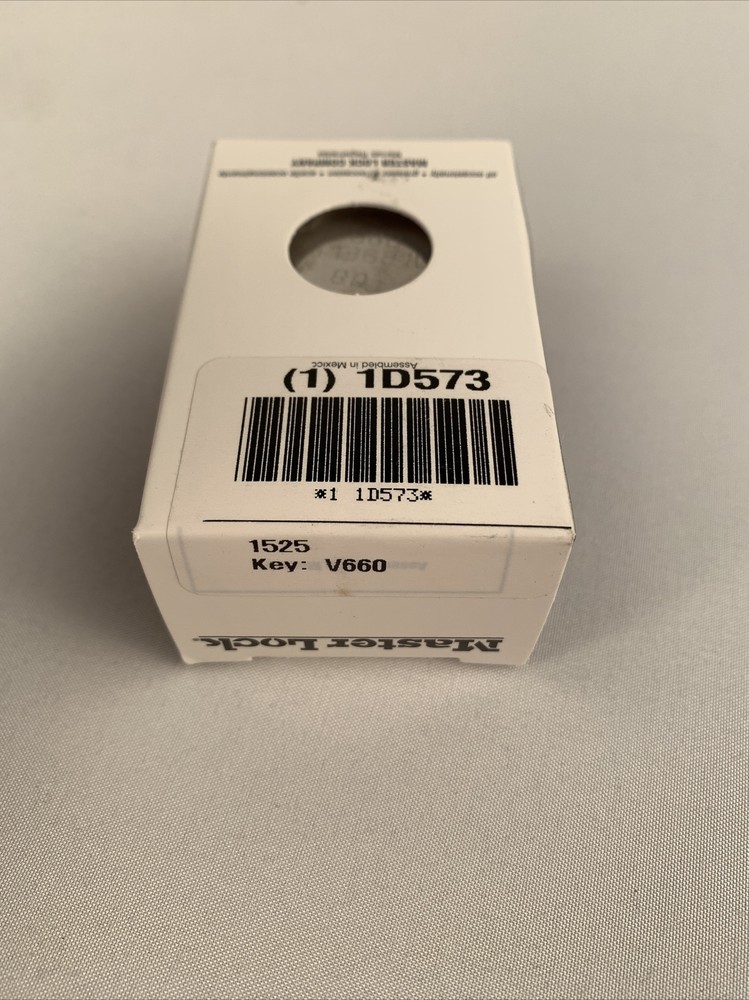 MASTER LOCK COMPANY
Assembled in Mexico
(1) 1D573
*1 1D573*
1525
Key: V660
Master Lock.